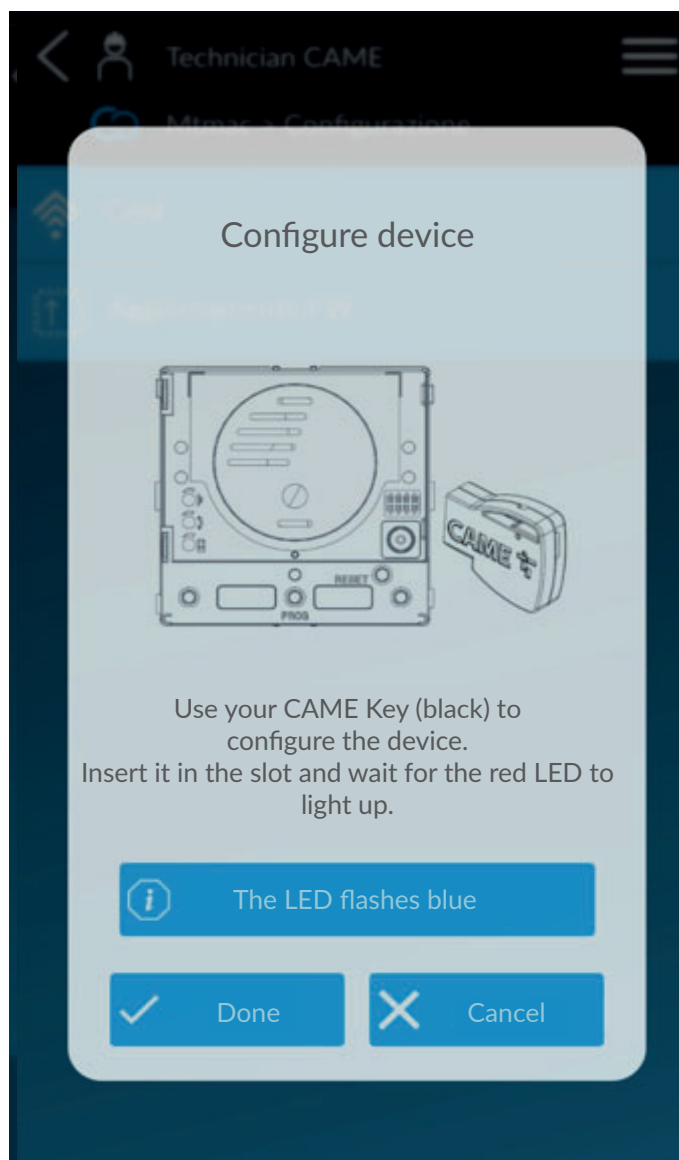 Technician CAME
Mtmac > Configurazione
Configure device
CAME
RESET
PROG
Use your CAME Key (black) to
configure the device.
Insert it in the slot and wait for the red LED to
light up.
The LED flashes blue
Done
Cancel